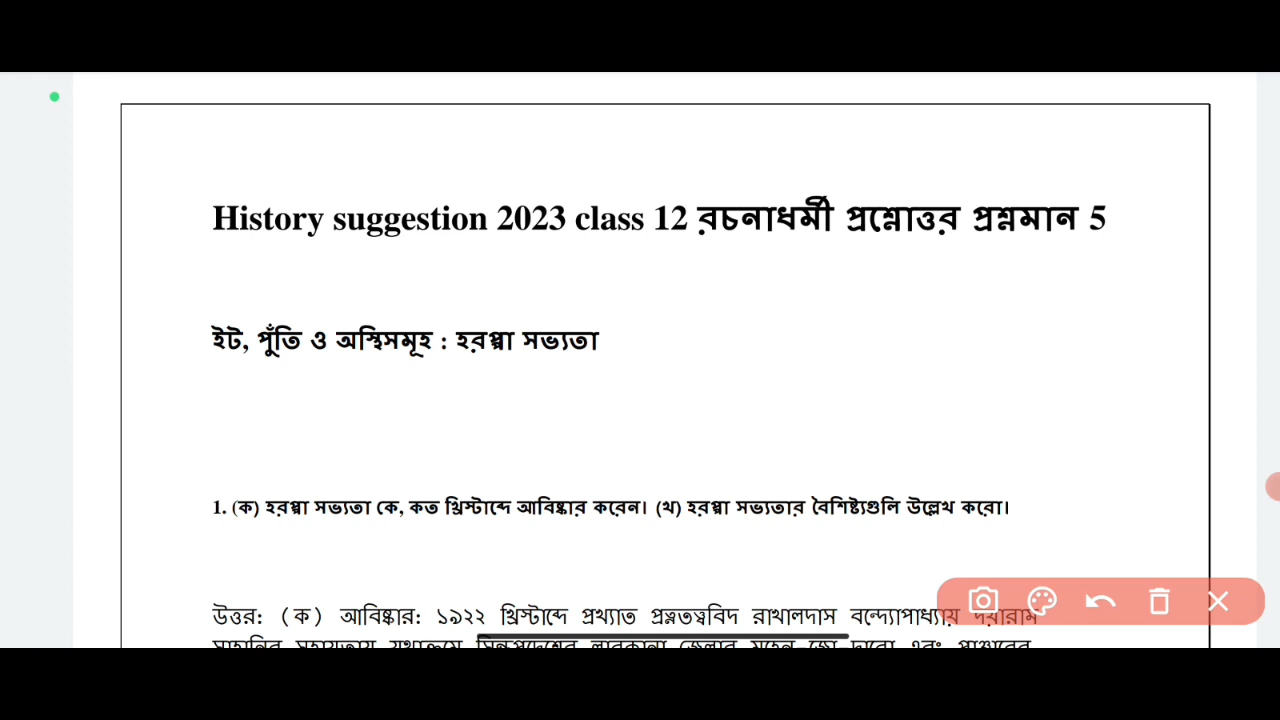 History suggestion 2023 class 12 রচনাধর্মী প্রশ্নোত্তর প্রশ্নমান 5
ইট, পুঁতি ও অস্থিসমূহ : হরপ্পা সভ্যতা
1. (ক) হরপ্পা সভ্যতা কে, কত খ্রিস্টাব্দে আবিষ্কার করেন। (খ) হরপ্পা সভ্যতার বৈশিষ্ট্যগুলি উল্লেখ করো।
উত্তর: (ক) আবিষ্কার: ১৯২২ খ্রিস্টাব্দে প্রখ্যাত প্রত্নতত্ত্ববিদ রাখালদাস বন্দ্যোপাধ্যায় দয়ারাম